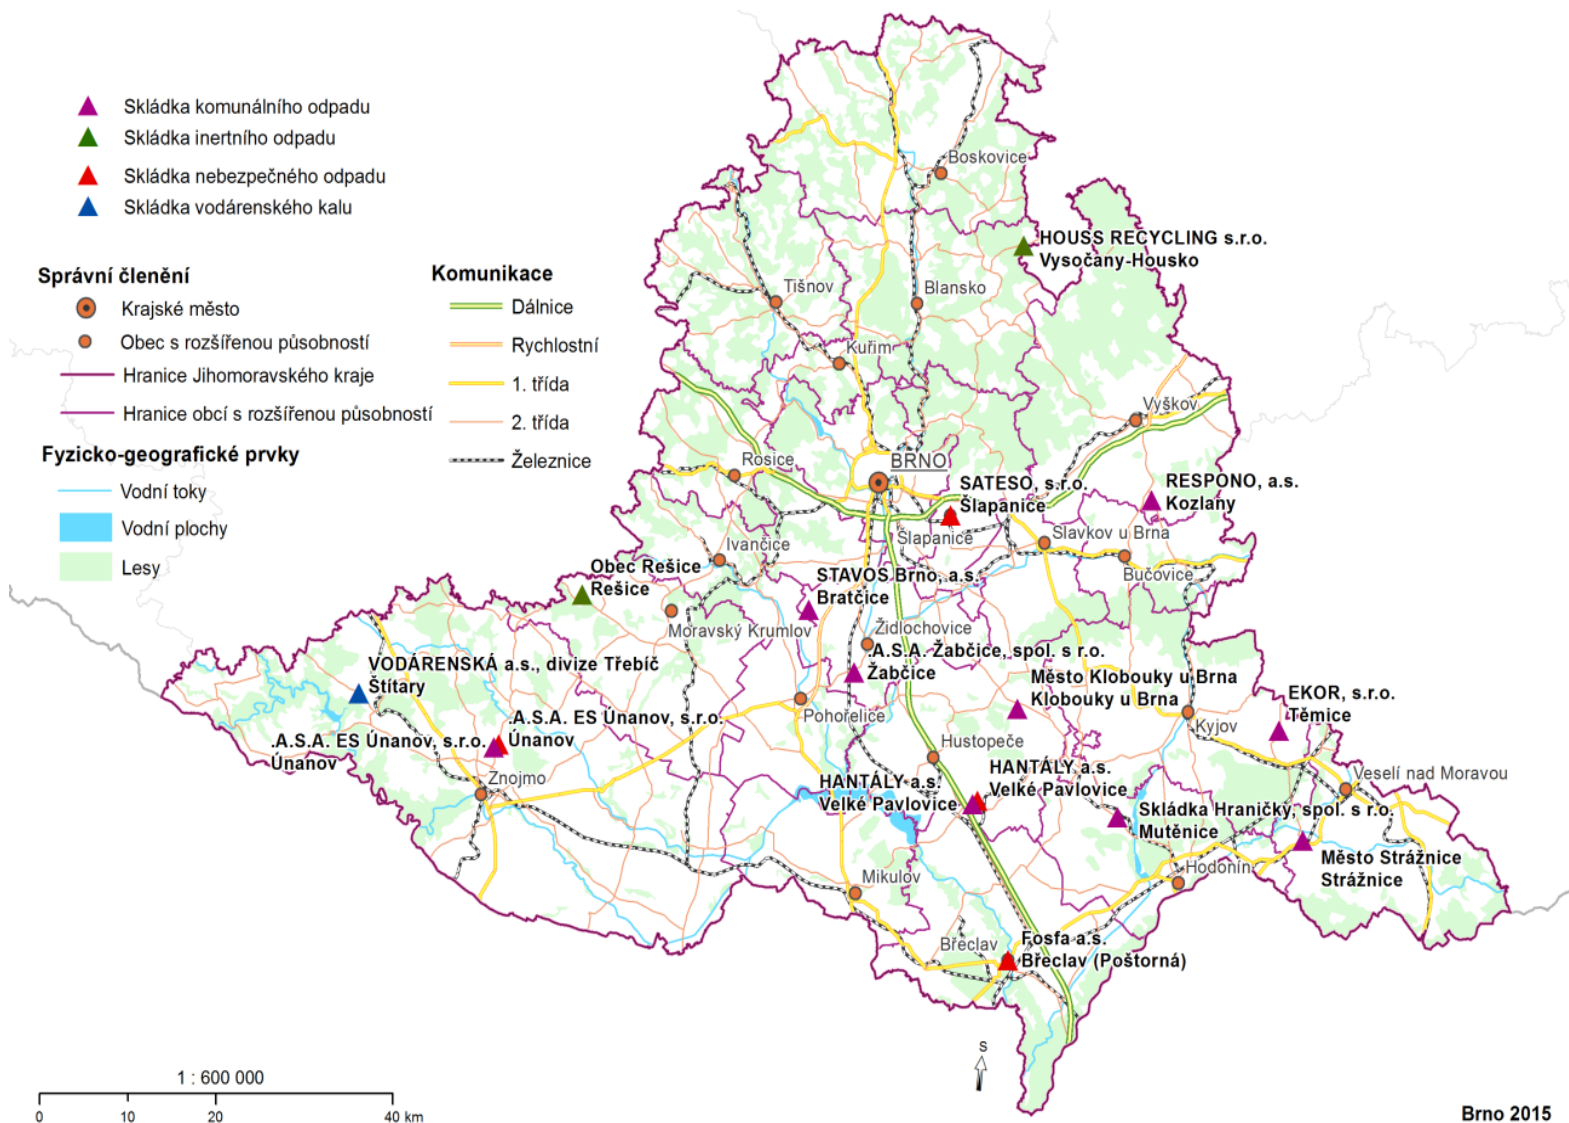 Skládka komunálního odpadu
Skládka inertního odpadu
Skládka nebezpečného odpadu
Skládka vodárenského kalu
Správní členění
Krajské město
Obec s rozšířenou působností
Hranice Jihomoravského kraje
Hranice obcí s rozšířenou působností
Fyzicko-geografické prvky
Vodní toky
Vodní plochy
Lesy
Komunikace
Dálnice
Rychlostní
1. třída
2. třída
Železnice
Boskovice
HOUSS RECYCLING s.r.o.
Vysočany-Housko
Tišnov
Blansko
Kuřim
Vyškov
Rosice
BRNO
SATESO, s.r.o.
Šlapanice
RESPONO, a.s.
Kozlany
Šlapanice
Slavkov u Brna
Ivančice
Bučovice
Obec Rešice
Rešice
STAVOS Brno, a.s.
Bratčice
Moravský Krumlov
Židlochovice
.A.S.A. Žabčice, spol. s r.o.
Žabčice
VODÁRENSKÁ a.s., divize Třebíč
Štítary
Město Klobouky u Brna
Klobouky u Brna
EKOR, s.r.o.
Těmice
Pohořelice
Kyjov
.A.S.A. ES Únanov, s.r.o.
Únanov
.A.S.A. ES Únanov, s.r.o.
Únanov
Hustopeče
Znojmo
HANTÁLY a.s.
Velké Pavlovice
HANTÁLY a.s.
Velké Pavlovice
Veselí nad Moravou
Skládka Hraničky, spol. s r.o.
Mutěnice
Město Strážnice
Strážnice
Mikulov
Hodonín
Břeclav
Fosfa a.s.
Břeclav (Poštorná)
S
1 : 600 000
0 10 20 40 km
Brno 2015